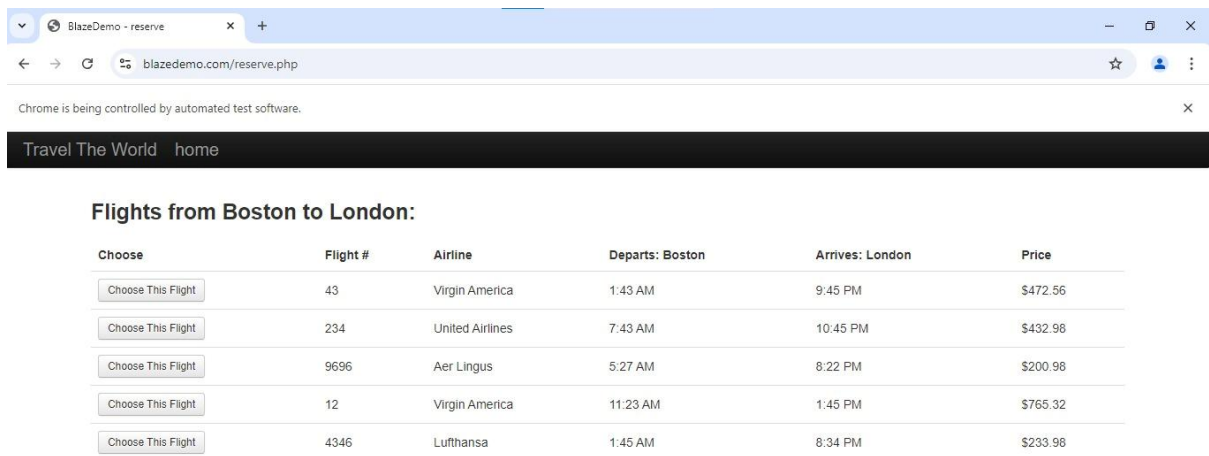 BlazeDemo - reserve
blazedemo.com/reserve.php
Chrome is being controlled by automated test software.
Travel The World home
Flights from Boston to London:
Choose Flight # Airline Departs: Boston Arrives: London Price
Choose This Flight 43 Virgin America 1:43 AM 9:45 PM $472.56
Choose This Flight 234 United Airlines 7:43 AM 10:45 PM $432.98
Choose This Flight 9696 Aer Lingus 5:27 AM 8:22 PM $200.98
Choose This Flight 12 Virgin America 11:23 AM 1:45 PM $765.32
Choose This Flight 4346 Lufthansa 1:45 AM 8:34 PM $233.98